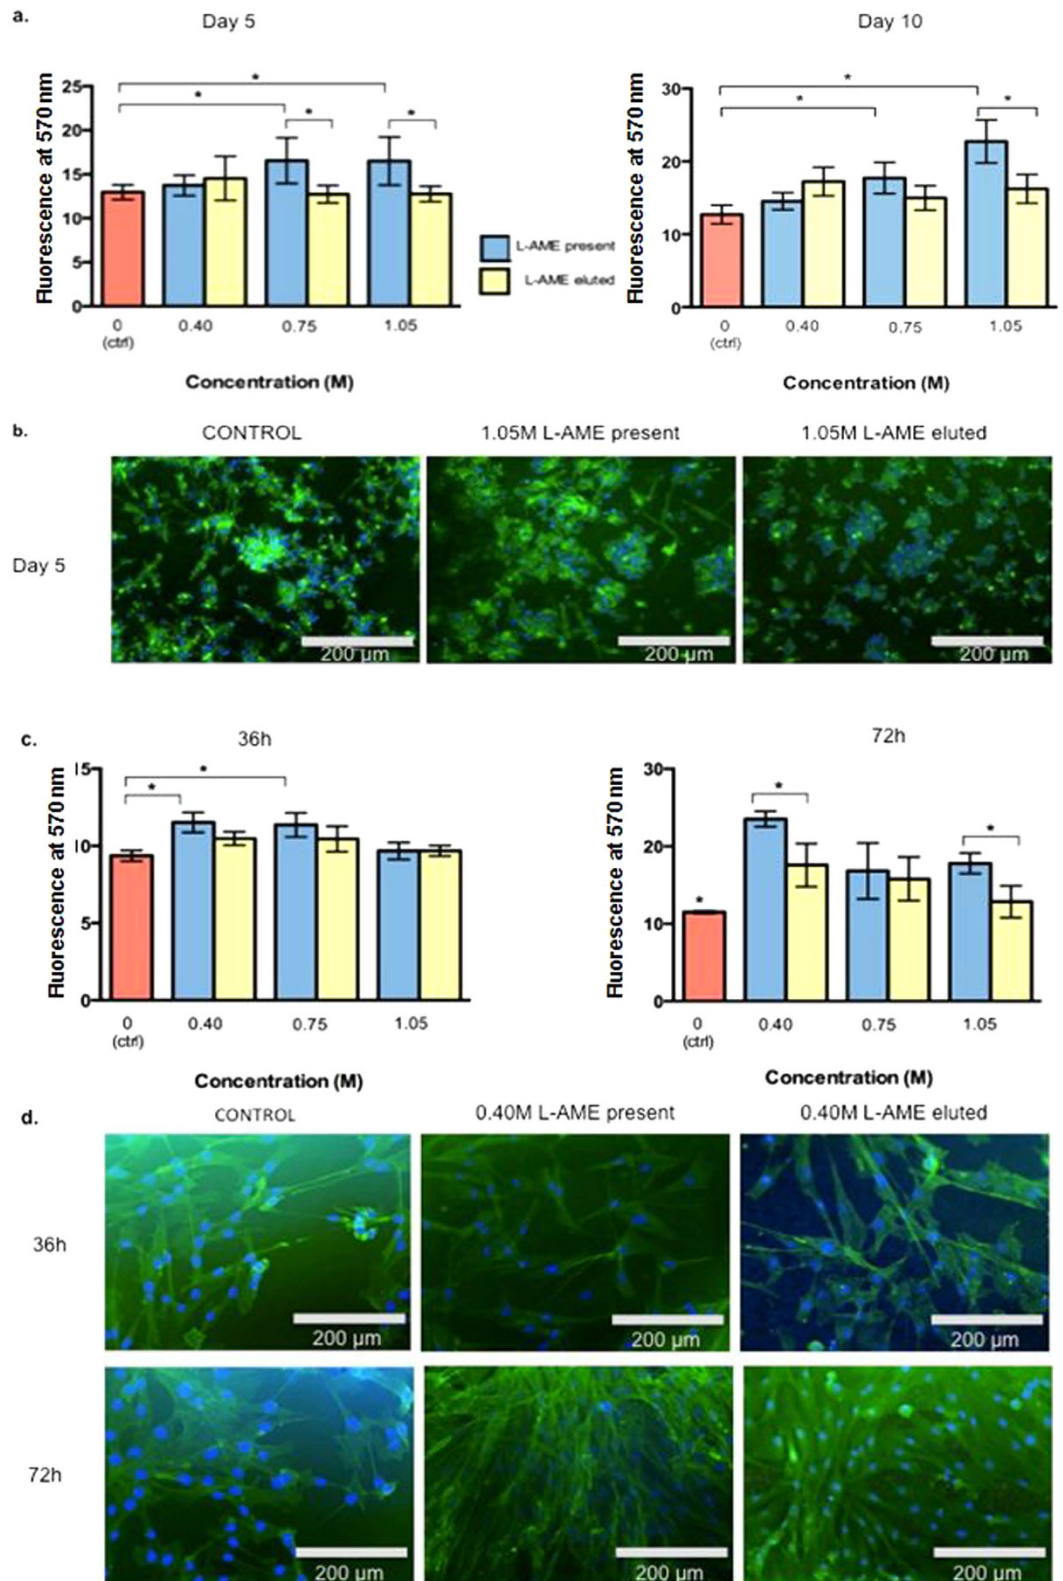 a.
Day 5
Day 10
Fluorescence at 570 nm
25
20
15
10
5
0
*
*
*
*
0
(ctrl)
0.40
0.75
1.05
Concentration (M)
L-AME present
L-AME eluted
Fluorescence at 570 nm
30
20
10
0
*
*
*
0
(ctrl)
0.40
0.75
1.05
Concentration (M)
b.
CONTROL
1.05M L-AME present
1.05M L-AME eluted
Day 5
200 µm
200 µm
200 µm
c.
36h
72h
Fluorescence at 570 nm
15
10
5
0
*
*
0
(ctrl)
0.40
0.75
1.05
Concentration (M)
Fluorescence at 570 nm
30
20
10
0
*
*
*
0
(ctrl)
0.40
0.75
1.05
Concentration (M)
d.
CONTROL
0.40M L-AME present
0.40M L-AME eluted
36h
200 µm
200 µm
200 µm
72h
200 µm
200 µm
200 µm